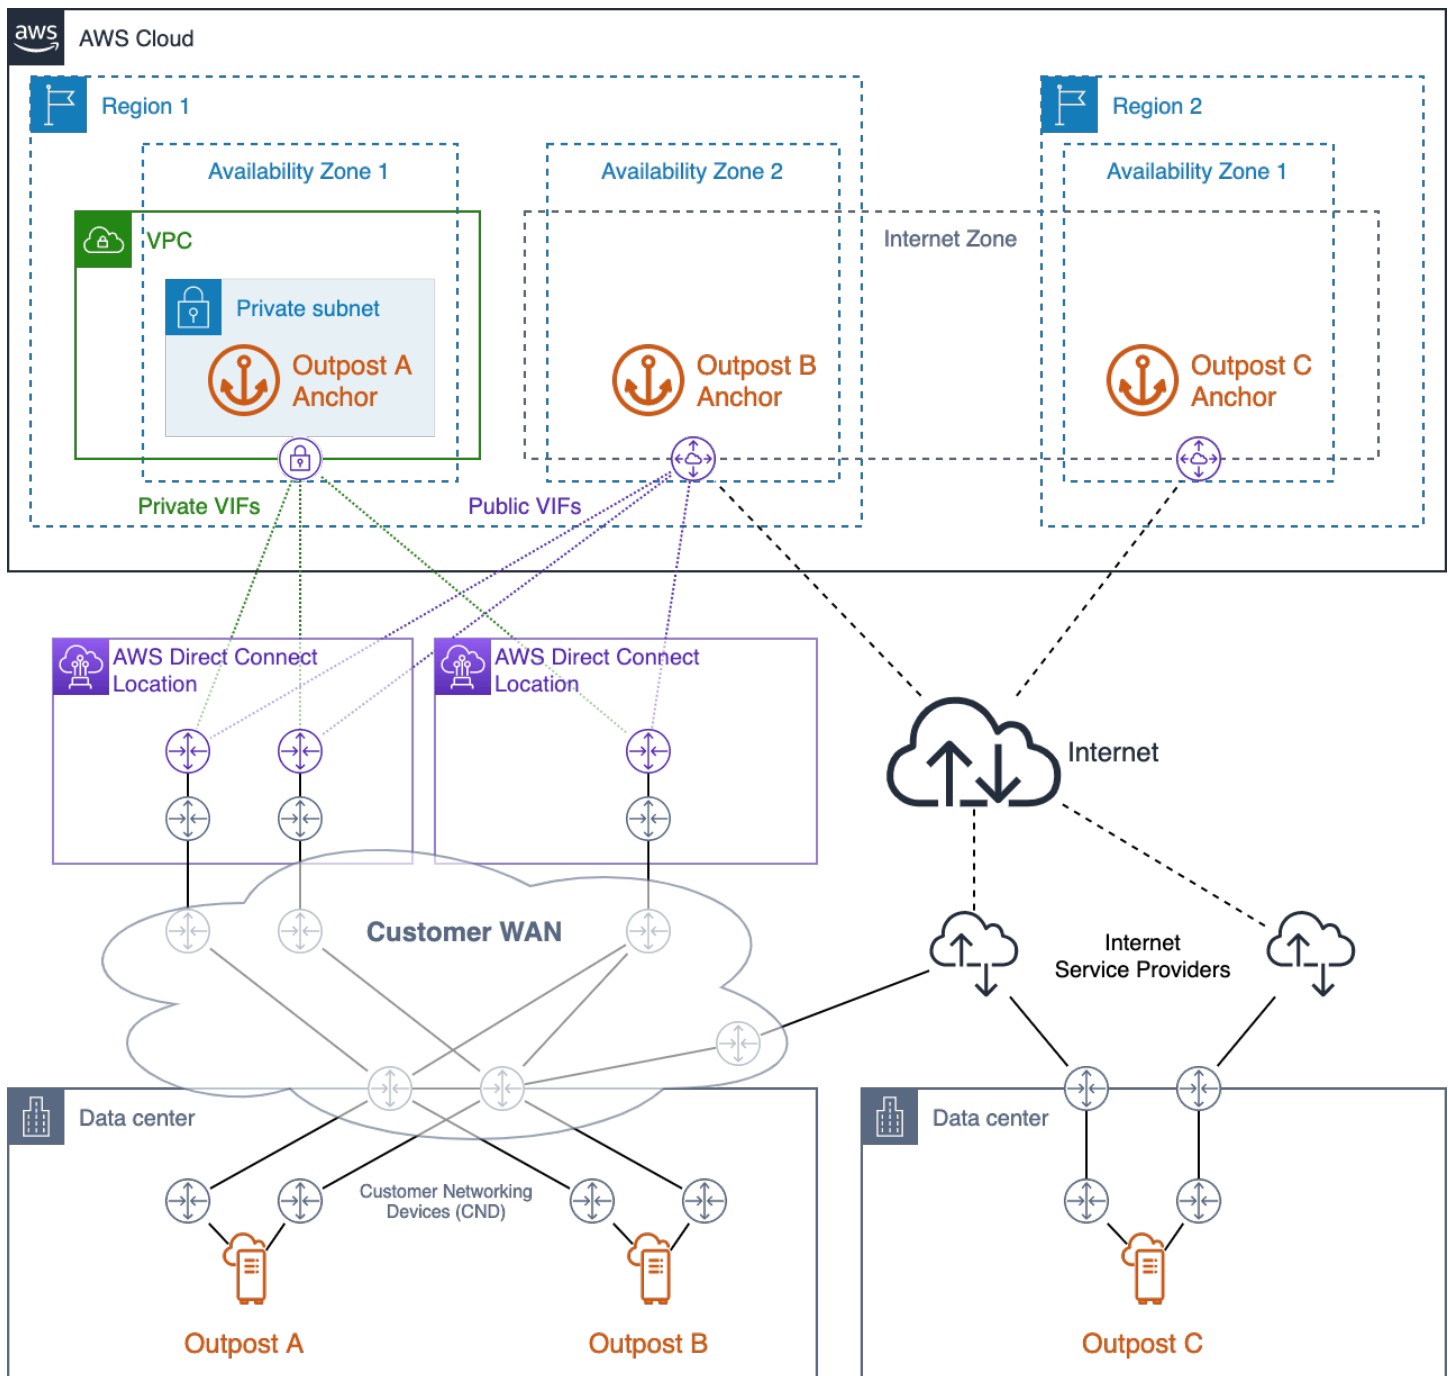 aws
AWS Cloud
Region 1
Region 2
Availability Zone 1
Availability Zone 2
Availability Zone 1
VPC
Internet Zone
Private subnet
Outpost A
Anchor
Outpost B
Anchor
Outpost C
Anchor
Private VIFs
Public VIFs
AWS Direct Connect
Location
AWS Direct Connect
Location
Internet
Customer WAN
Internet
Service Providers
Data center
Data center
Customer Networking
Devices (CND)
Outpost A
Outpost B
Outpost C